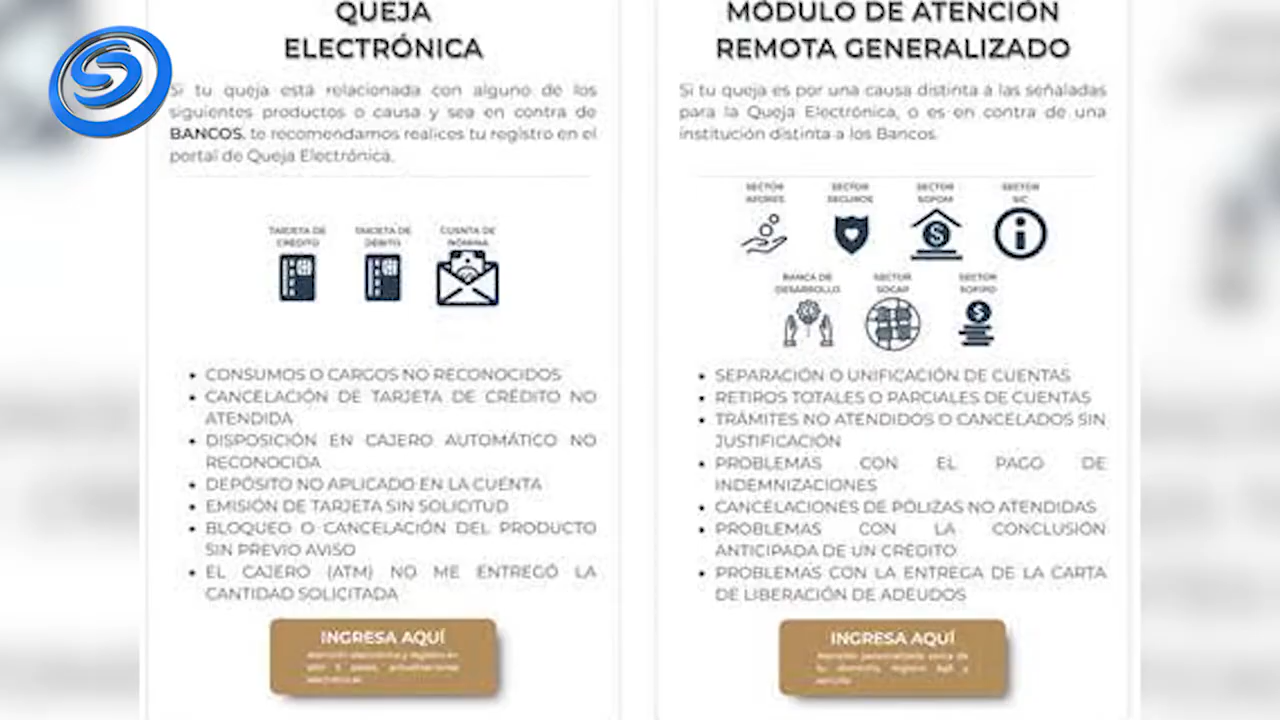 QUEJA
ELECTRÓNICA
Si tu queja está relacionada con alguno de los
siguientes productos o causa y sea en contra de
BANCOS, te recomendamos realices tu registro en el
portal de Queja Electrónica.
TARJETA DE
CRÉDITO
TARJETA DE
DÉBITO
CUENTA DE
NÓMINA
CONSUMOS O CARGOS NO RECONOCIDOS
CANCELACIÓN DE TARJETA DE CRÉDITO NO
ATENDIDA
DISPOSICIÓN EN CAJERO AUTOMÁTICO NO
RECONOCIDA
DEPÓSITO NO APLICADO EN LA CUENTA
EMISIÓN DE TARJETA SIN SOLICITUD
BLOQUEO O CANCELACIÓN DEL PRODUCTO
SIN PREVIO AVISO
EL CAJERO (ATM) NO ME ENTREGÓ LA
CANTIDAD SOLICITADA
INGRESA AQUÍ
MÓDULO DE ATENCIÓN
REMOTA GENERALIZADO
Si tu queja es por una causa distinta a las señaladas
para la Queja Electrónica, o es en contra de una
institución distinta a los Bancos.
SECTOR
AFORES
SECTOR
SEGUROS
SECTOR
SOFOM
SECTOR
SIC
BANCA DE
DESARROLLO
SECTOR
SOCAP
SECTOR
SOFIPO
SEPARACIÓN O UNIFICACIÓN DE CUENTAS
RETIROS TOTALES O PARCIALES DE CUENTAS
TRÁMITES NO ATENDIDOS O CANCELADOS SIN
JUSTIFICACIÓN
PROBLEMAS CON EL PAGO DE
INDEMNIZACIONES
CANCELACIONES DE PÓLIZAS NO ATENDIDAS
PROBLEMAS CON LA CONCLUSIÓN
ANTICIPADA DE UN CRÉDITO
PROBLEMAS CON LA ENTREGA DE LA CARTA
DE LIBERACIÓN DE ADEUDOS
INGRESA AQUÍ